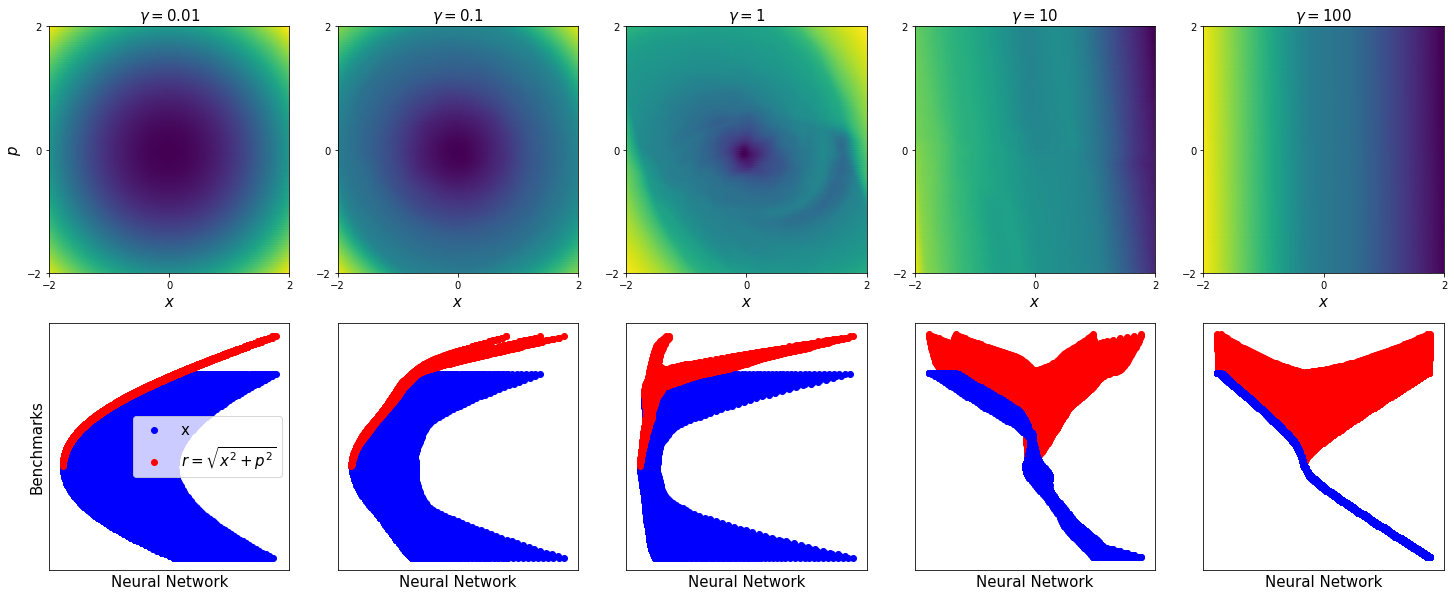 γ = 0.01
γ = 0.1
γ = 1
γ = 10
γ = 100
2
0
−2
p
−2 0 2
x
2
0
−2
−2 0 2
x
2
0
−2
−2 0 2
x
2
0
−2
−2 0 2
x
2
0
−2
−2 0 2
x
Benchmarks
x
r = √x² + p²
Neural Network
Neural Network
Neural Network
Neural Network
Neural Network